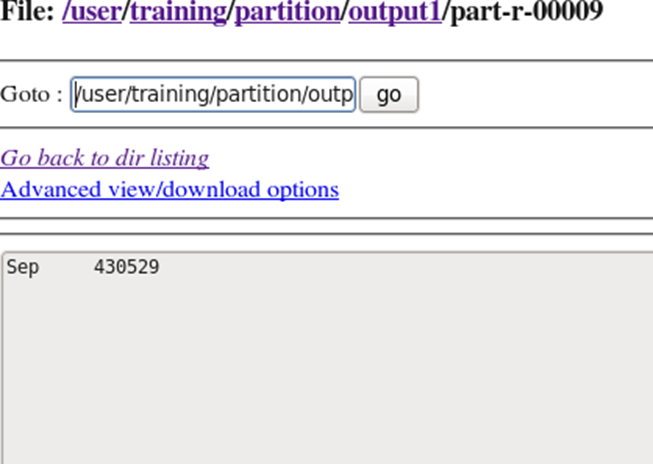 File: /user/training/partition/output1/part-r-00009
Goto : /user/training/partition/outp go
Go back to dir listing
Advanced view/download options
Sep 430529